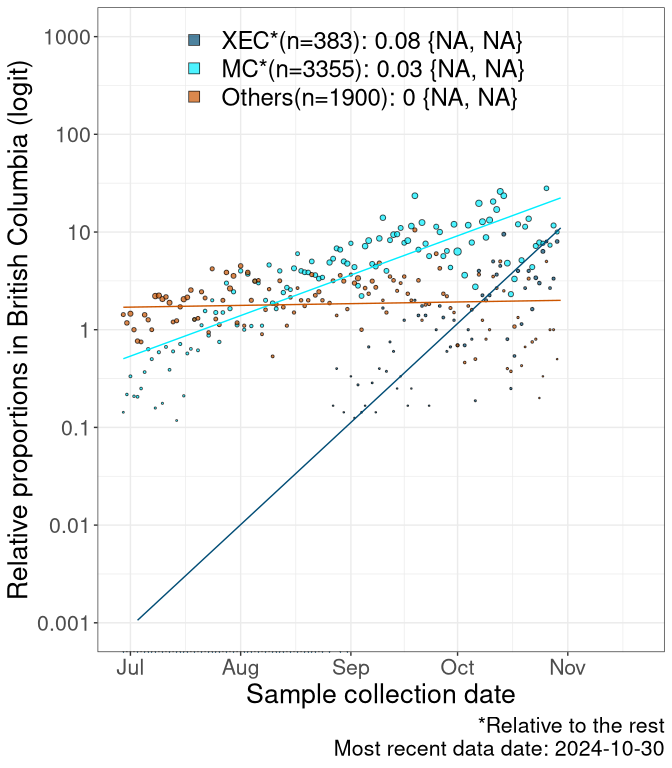 Relative proportions in British Columbia (logit)
1000
100
10
1
0.1
0.01
0.001
XEC*(n=383): 0.08 {NA, NA}
MC*(n=3355): 0.03 {NA, NA}
Others(n=1900): 0 {NA, NA}
Jul Aug Sep Oct Nov
Sample collection date
*Relative to the rest
Most recent data date: 2024-10-30